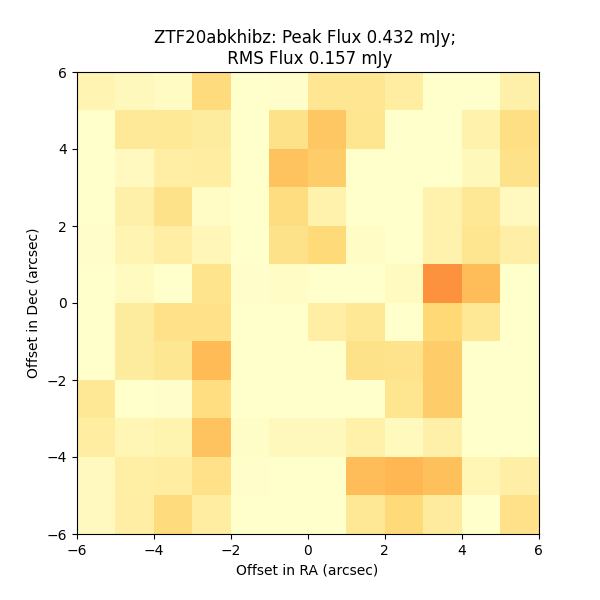 ZTF20abkhibz: Peak Flux 0.432 mJy;
RMS Flux 0.157 mJy
6
4
2
0
−2
−4
−6
Offset in Dec (arcsec)
−6 −4 −2 0 2 4 6
Offset in RA (arcsec)